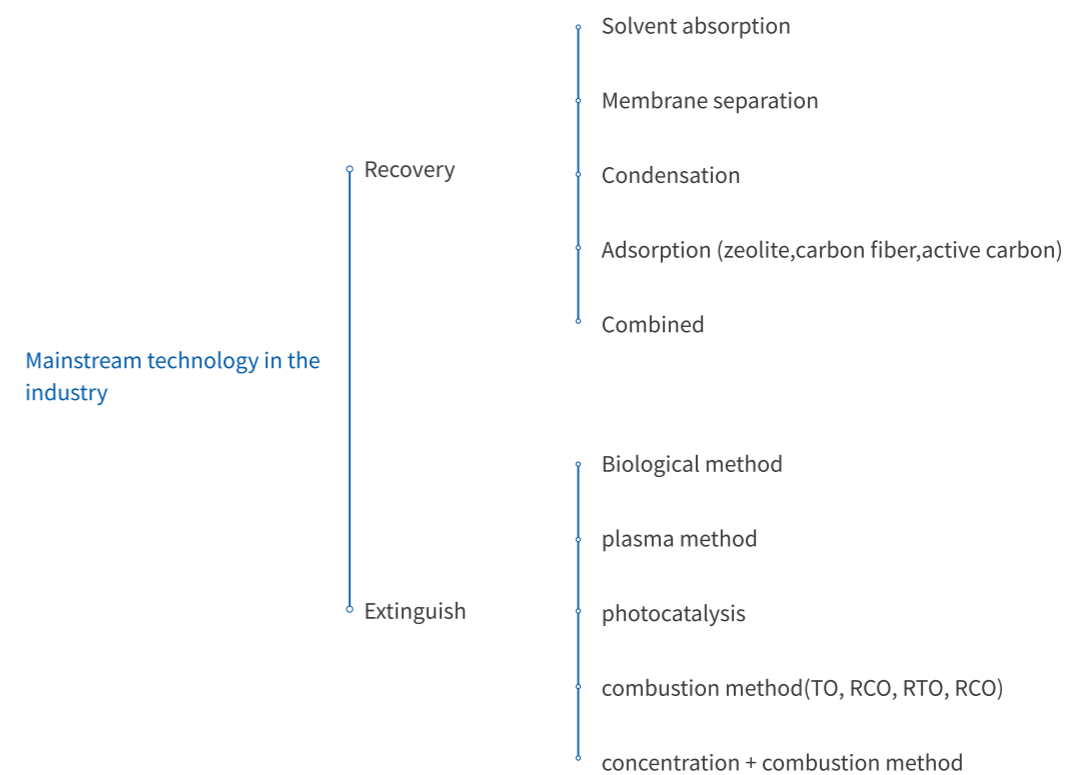 Mainstream technology in the
industry
Recovery
Solvent absorption
Membrane separation
Condensation
Adsorption (zeolite,carbon fiber,active carbon)
Combined
Extinguish
Biological method
plasma method
photocatalysis
combustion method(TO, RCO, RTO, RCO)
concentration + combustion method